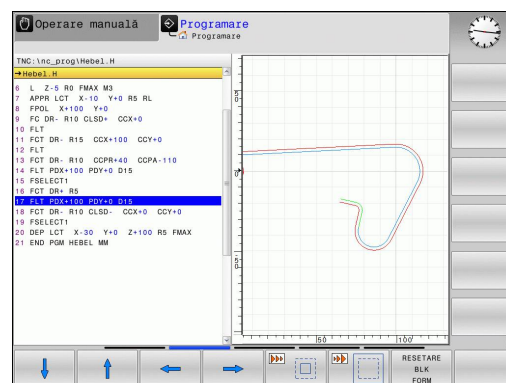 Operare manuală
Programare
Programare
TNC:\nc_prog\Hebel.H
→Hebel.H
6 L Z-5 R0 FMAX M3
7 APPR LCT X-10 Y+0 R5 RL
8 FPOL X+100 Y+0
9 FC DR- R10 CLSD+ CCX+0
10 FLT
11 FCT DR- R15 CCX+100 CCY+0
12 FLT
13 FCT DR- R10 CCPR+40 CCPA-110
14 FLT PDX+100 PDY+0 D15
15 FSELECT1
16 FCT DR+ R5
17 FLT PDX+100 PDY+0 D15
18 FCT DR- R10 CLSD- CCX+0 CCY+0
19 FSELECT1
20 DEP LCT X-30 Y+0 Z+100 R5 FMAX
21 END PGM HEBEL MM
50
0
-50
50
100
RESETARE
BLK
FORM